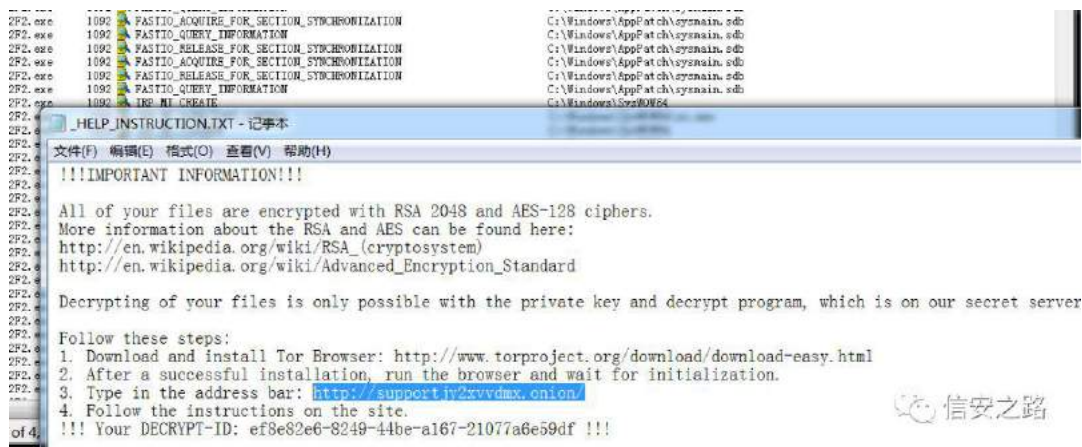 2F2.exe 1092 FASTIO_ACQUIRE_FOR_SECTION_SYNCHRONIZATION C:\Windows\AppPatch\sysmain.sdb
2F2.exe 1092 FASTIO_QUERY_INFORMATION C:\Windows\AppPatch\sysmain.sdb
2F2.exe 1092 FASTIO_RELEASE_FOR_SECTION_SYNCHRONIZATION C:\Windows\AppPatch\sysmain.sdb
2F2.exe 1092 FASTIO_ACQUIRE_FOR_SECTION_SYNCHRONIZATION C:\Windows\AppPatch\sysmain.sdb
2F2.exe 1092 FASTIO_RELEASE_FOR_SECTION_SYNCHRONIZATION C:\Windows\AppPatch\sysmain.sdb
2F2.exe 1092 FASTIO_QUERY_INFORMATION C:\Windows\AppPatch\sysmain.sdb
2F2.exe 1092 IRP_MJ_CREATE C:\Windows\SysWOW64
_HELP_INSTRUCTION.TXT - 记事本
文件(F) 编辑(E) 格式(O) 查看(V) 帮助(H)
!!!IMPORTANT INFORMATION!!!
All of your files are encrypted with RSA 2048 and AES-128 ciphers.
More information about the RSA and AES can be found here:
http://en.wikipedia.org/wiki/RSA_(cryptosystem)
http://en.wikipedia.org/wiki/Advanced_Encryption_Standard
Decrypting of your files is only possible with the private key and decrypt program, which is on our secret server
Follow these steps:
1. Download and install Tor Browser: http://www.torproject.org/download/download-easy.html
2. After a successful installation, run the browser and wait for initialization.
3. Type in the address bar: http://supportjy2xvvdmx.onion/
4. Follow the instructions on the site.
!!! Your DECRYPT-ID: ef8e82e6-8249-44be-a167-21077a6e59df !!!
of 4,
信安之路